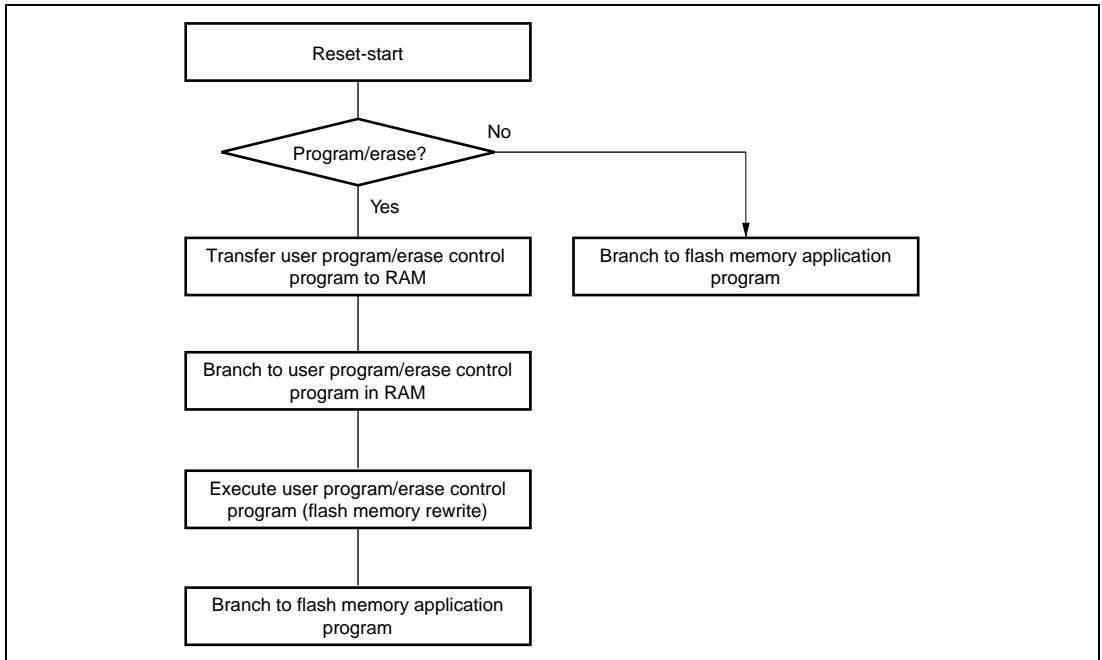 Reset-start
Program/erase?
No
Yes
Transfer user program/erase control
program to RAM
Branch to flash memory application
program
Branch to user program/erase control
program in RAM
Execute user program/erase control
program (flash memory rewrite)
Branch to flash memory application
program